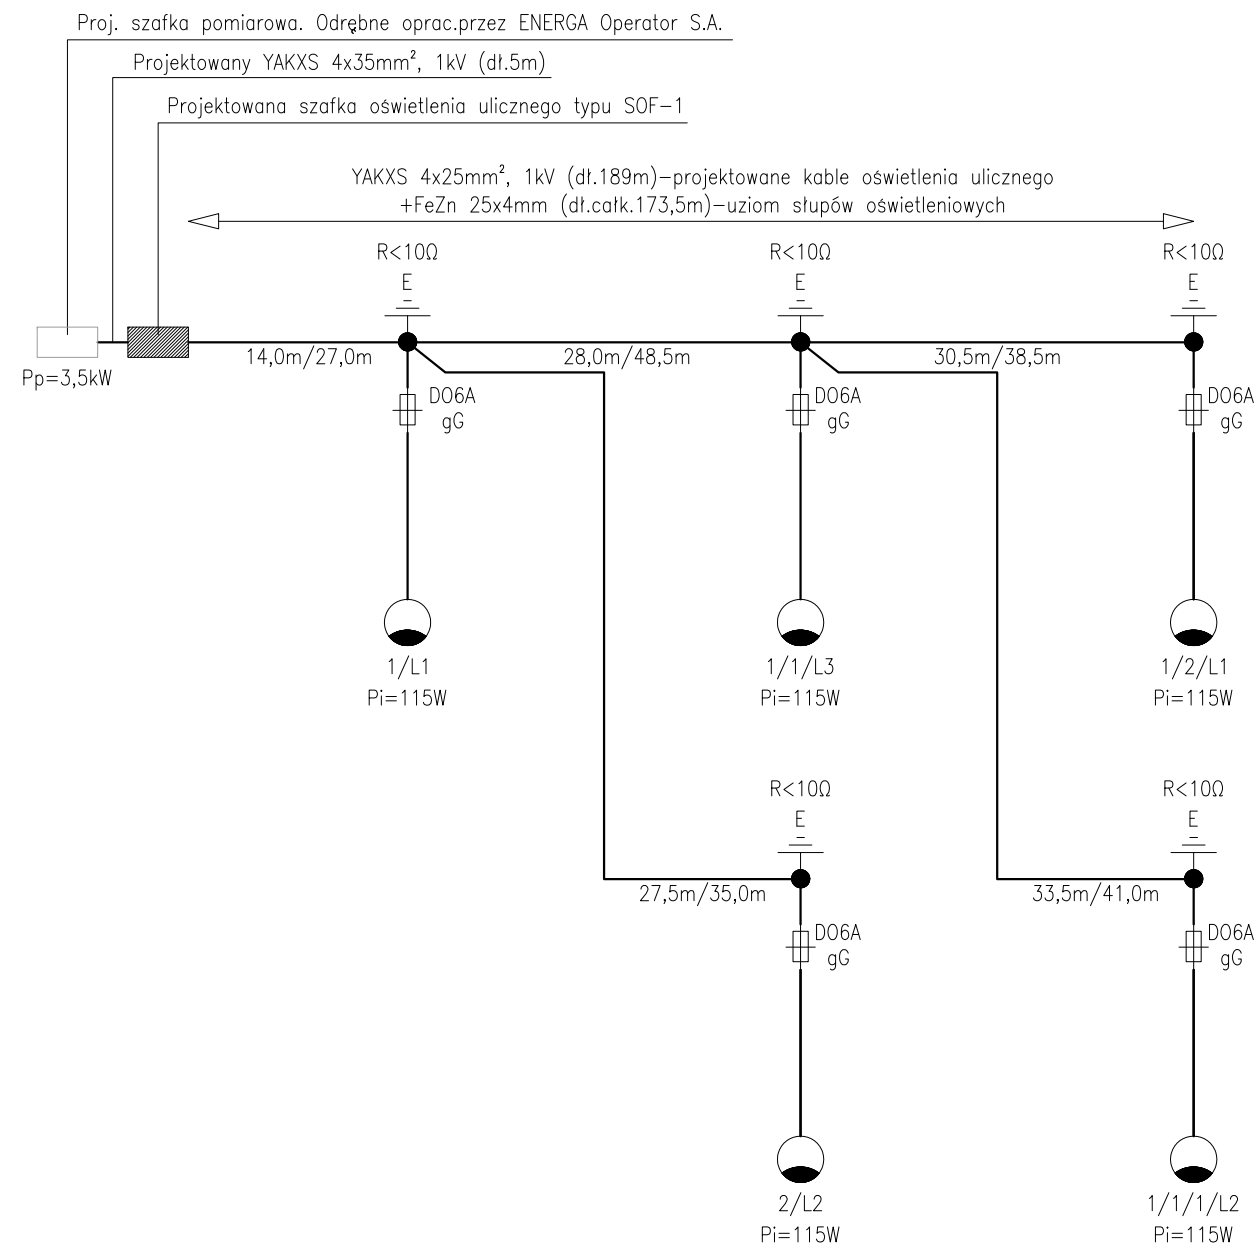 Proj. szafka pomiarowa. Odrębne oprac.przez ENERGA Operator S.A.
Projektowany YAKXS 4x35mm², 1kV (dł.5m)
Projektowana szafka oświetlenia ulicznego typu SOF-1
YAKXS 4x25mm², 1kV (dł.189m)-projektowane kable oświetlenia ulicznego
+FeZn 25x4mm (dł.całk.173,5m)-uziom słupów oświetleniowych
R<10Ω
E
R<10Ω
E
R<10Ω
E
14,0m/27,0m
28,0m/48,5m
30,5m/38,5m
Pp=3,5kW
DO6A
gG
DO6A
gG
DO6A
gG
1/L1
Pi=115W
1/1/L3
Pi=115W
1/2/L1
Pi=115W
R<10Ω
E
R<10Ω
E
27,5m/35,0m
33,5m/41,0m
DO6A
gG
DO6A
gG
2/L2
Pi=115W
1/1/1/L2
Pi=115W